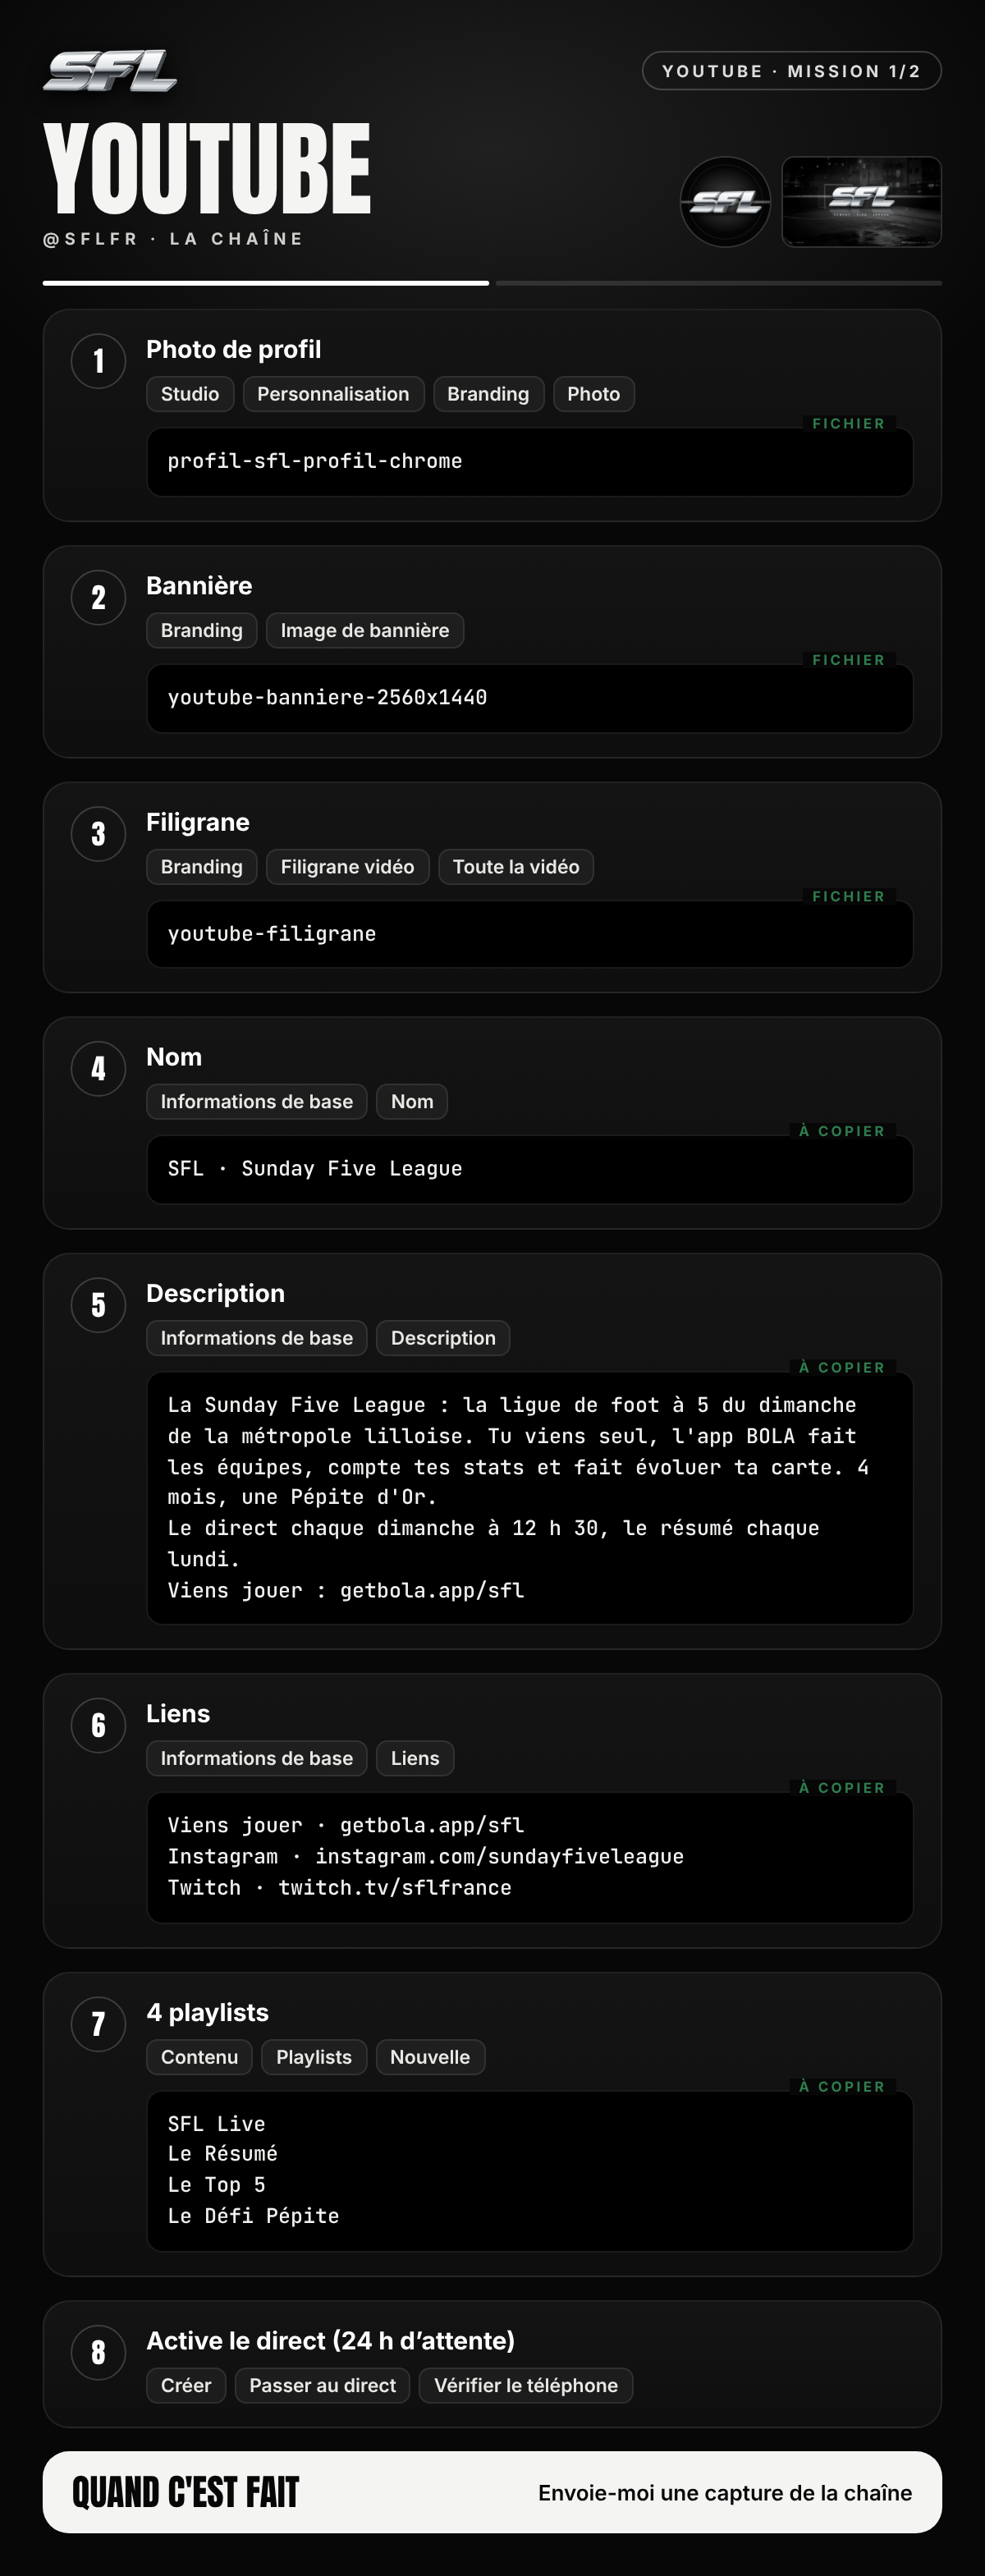 SFL
YOUTUBE · MISSION 1/2
YOUTUBE
@SFLFR · LA CHAÎNE
SFL
SFL
1
Photo de profil
Studio
Personnalisation
Branding
Photo
FICHIER
profil-sfl-profil-chrome
2
Bannière
Branding
Image de bannière
FICHIER
youtube-banniere-2560x1440
3
Filigrane
Branding
Filigrane vidéo
Toute la vidéo
FICHIER
youtube-filigrane
4
Nom
Informations de base
Nom
À COPIER
SFL · Sunday Five League
5
Description
Informations de base
Description
À COPIER
La Sunday Five League : la ligue de foot à 5 du dimanche
de la métropole lilloise. Tu viens seul, l'app BOLA fait
les équipes, compte tes stats et fait évoluer ta carte. 4
mois, une Pépite d'Or.
Le direct chaque dimanche à 12 h 30, le résumé chaque
lundi.
Viens jouer : getbola.app/sfl
6
Liens
Informations de base
Liens
À COPIER
Viens jouer · getbola.app/sfl
Instagram · instagram.com/sundayfiveleague
Twitch · twitch.tv/sflfrance
7
4 playlists
Contenu
Playlists
Nouvelle
À COPIER
SFL Live
Le Résumé
Le Top 5
Le Défi Pépite
8
Active le direct (24 h d’attente)
Créer
Passer au direct
Vérifier le téléphone
QUAND C'EST FAIT
Envoie-moi une capture de la chaîne